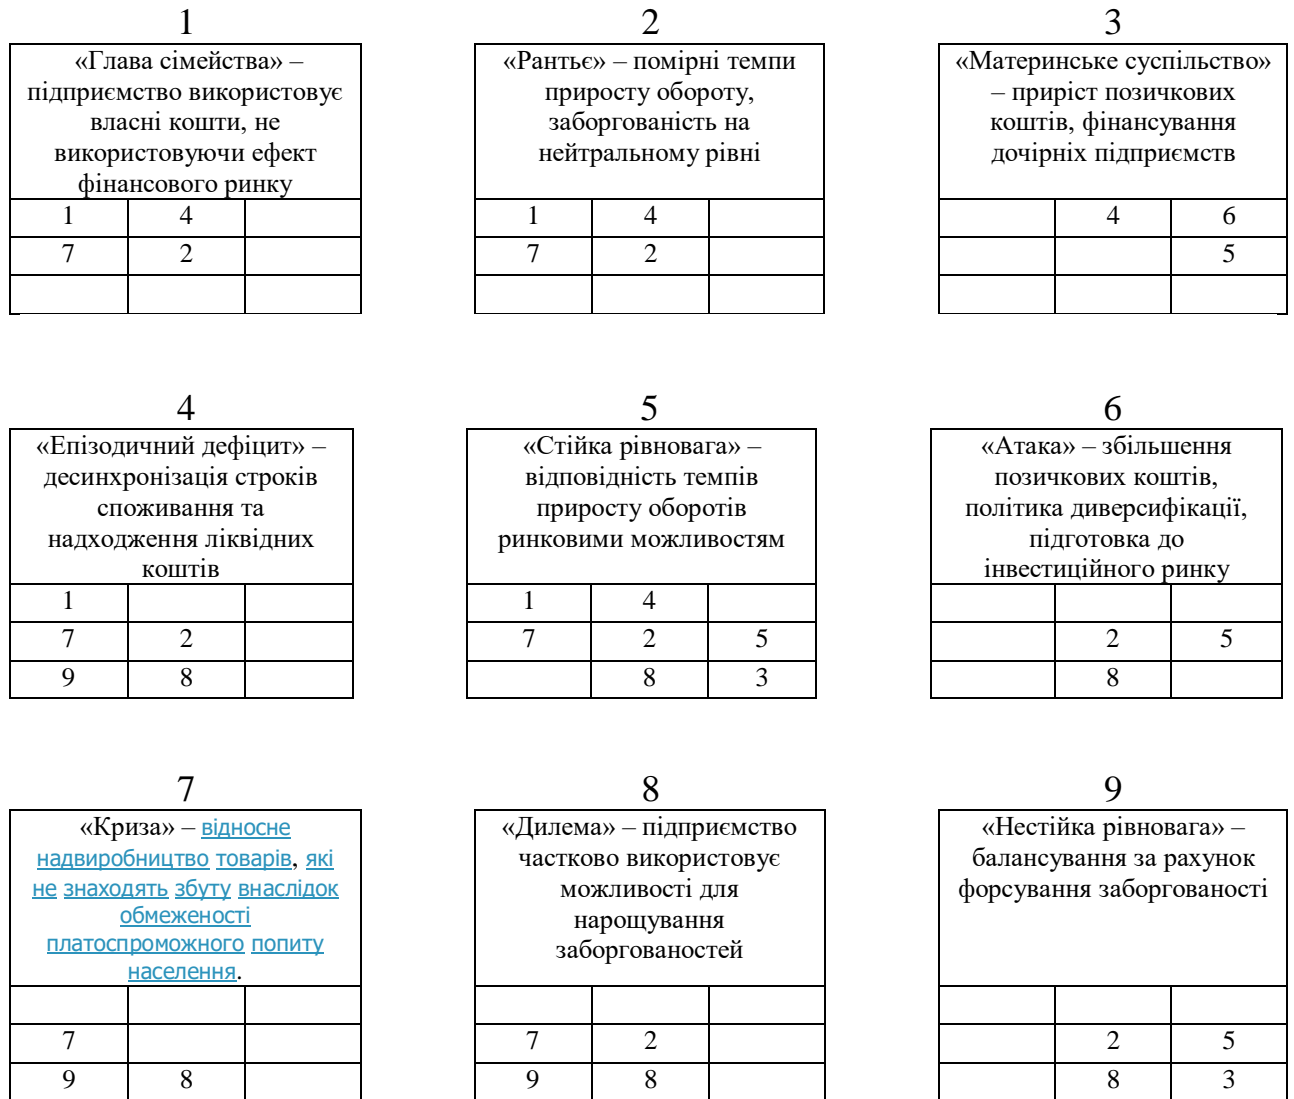 1
«Глава сімейства» –
підприємство використовує
власні кошти, не
використовуючи ефект
фінансового ринку
1 4
7 2
2
«Рантьє» – помірні темпи
приросту обороту,
заборгованість на
нейтральному рівні
1 4
7 2
3
«Материнське суспільство»
– приріст позичкових
коштів, фінансування
дочірніх підприємств
4 6
5
4
«Епізодичний дефіцит» –
десинхронізація строків
споживання та
надходження ліквідних
коштів
1
7 2
9 8
5
«Стійка рівновага» –
відповідність темпів
приросту оборотів
ринковими можливостям
1 4
7 2 5
8 3
6
«Атака» – збільшення
позичкових коштів,
політика диверсифікації,
підготовка до
інвестиційного ринку
2 5
8
7
«Криза» – відносне
надвиробництво товарів, які
не знаходять збуту внаслідок
обмеженості
платоспроможного попиту
населення.
7
9 8
8
«Дилема» – підприємство
частково використовує
можливості для
нарощування
заборгованостей
7 2
9 8
9
«Нестійка рівновага» –
балансування за рахунок
форсування заборгованості
2 5
8 3